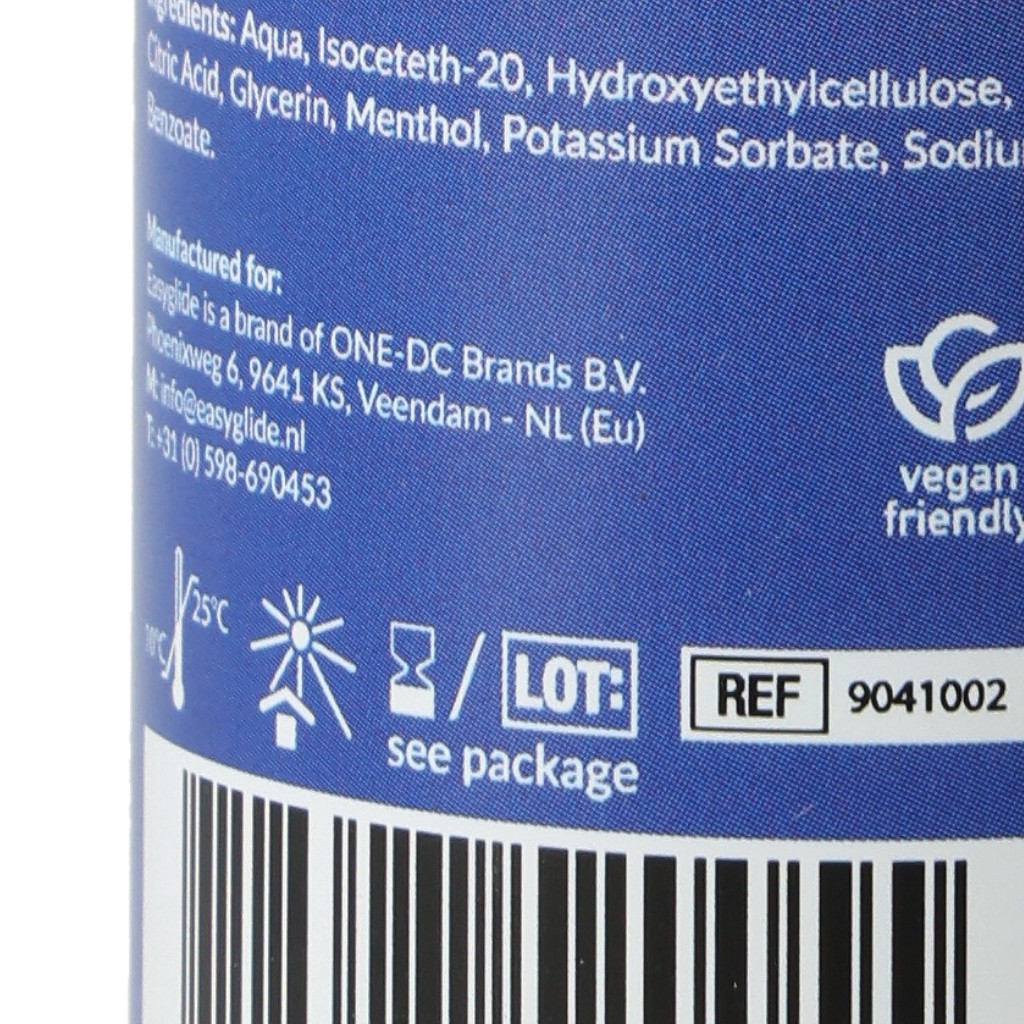 Ingredients: Aqua, Isoceteth-20, Hydroxyethylcellulose,
Citric Acid, Glycerin, Menthol, Potassium Sorbate, Sodiu
Benzoate.
Manufactured for:
Easyglide is a brand of ONE-DC Brands B.V.
Phoenixweg 6, 9641 KS, Veendam - NL (Eu)
M: info@easyglide.nl
T: +31 (0) 598-690453
vegan
friendly
25°C
10°C
/ LOT:
see package
REF 9041002